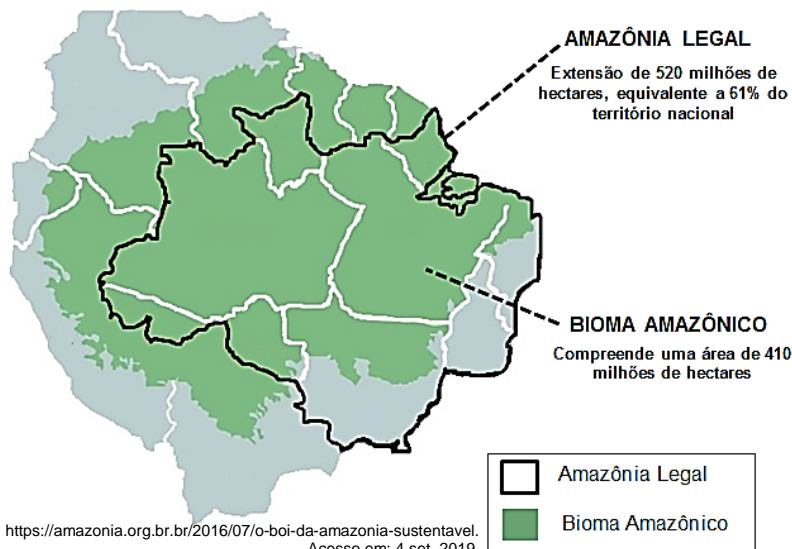 AMAZÔNIA LEGAL
Extensão de 520 milhões de
hectares, equivalente a 61% do
território nacional
BIOMA AMAZÔNICO
Compreende uma área de 410
milhões de hectares
Amazônia Legal
Bioma Amazônico
https://amazonia.org.br.br/2016/07/o-boi-da-amazonia-sustentavel.
Acesso em: 4 set. 2019.